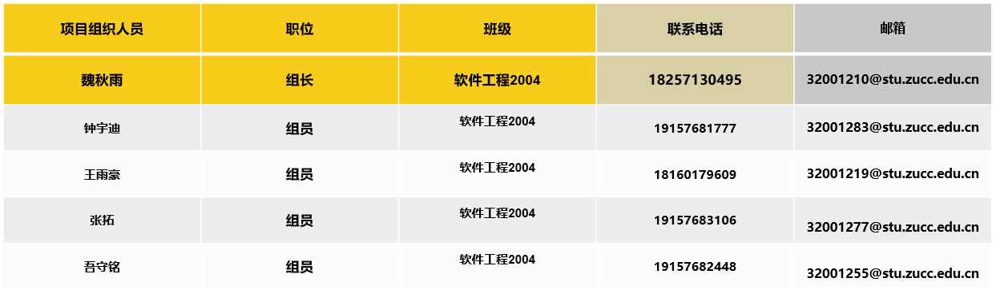 项目组织人员 职位 班级 联系电话 邮箱
魏秋雨 组长 软件工程2004 18257130495 32001210@stu.zucc.edu.cn
钟宇迪 组员 软件工程2004 19157681777 32001283@stu.zucc.edu.cn
王雨豪 组员 软件工程2004 18160179609 32001219@stu.zucc.edu.cn
张拓 组员 软件工程2004 19157683106 32001277@stu.zucc.edu.cn
吾守铭 组员 软件工程2004 19157682448 32001255@stu.zucc.edu.cn